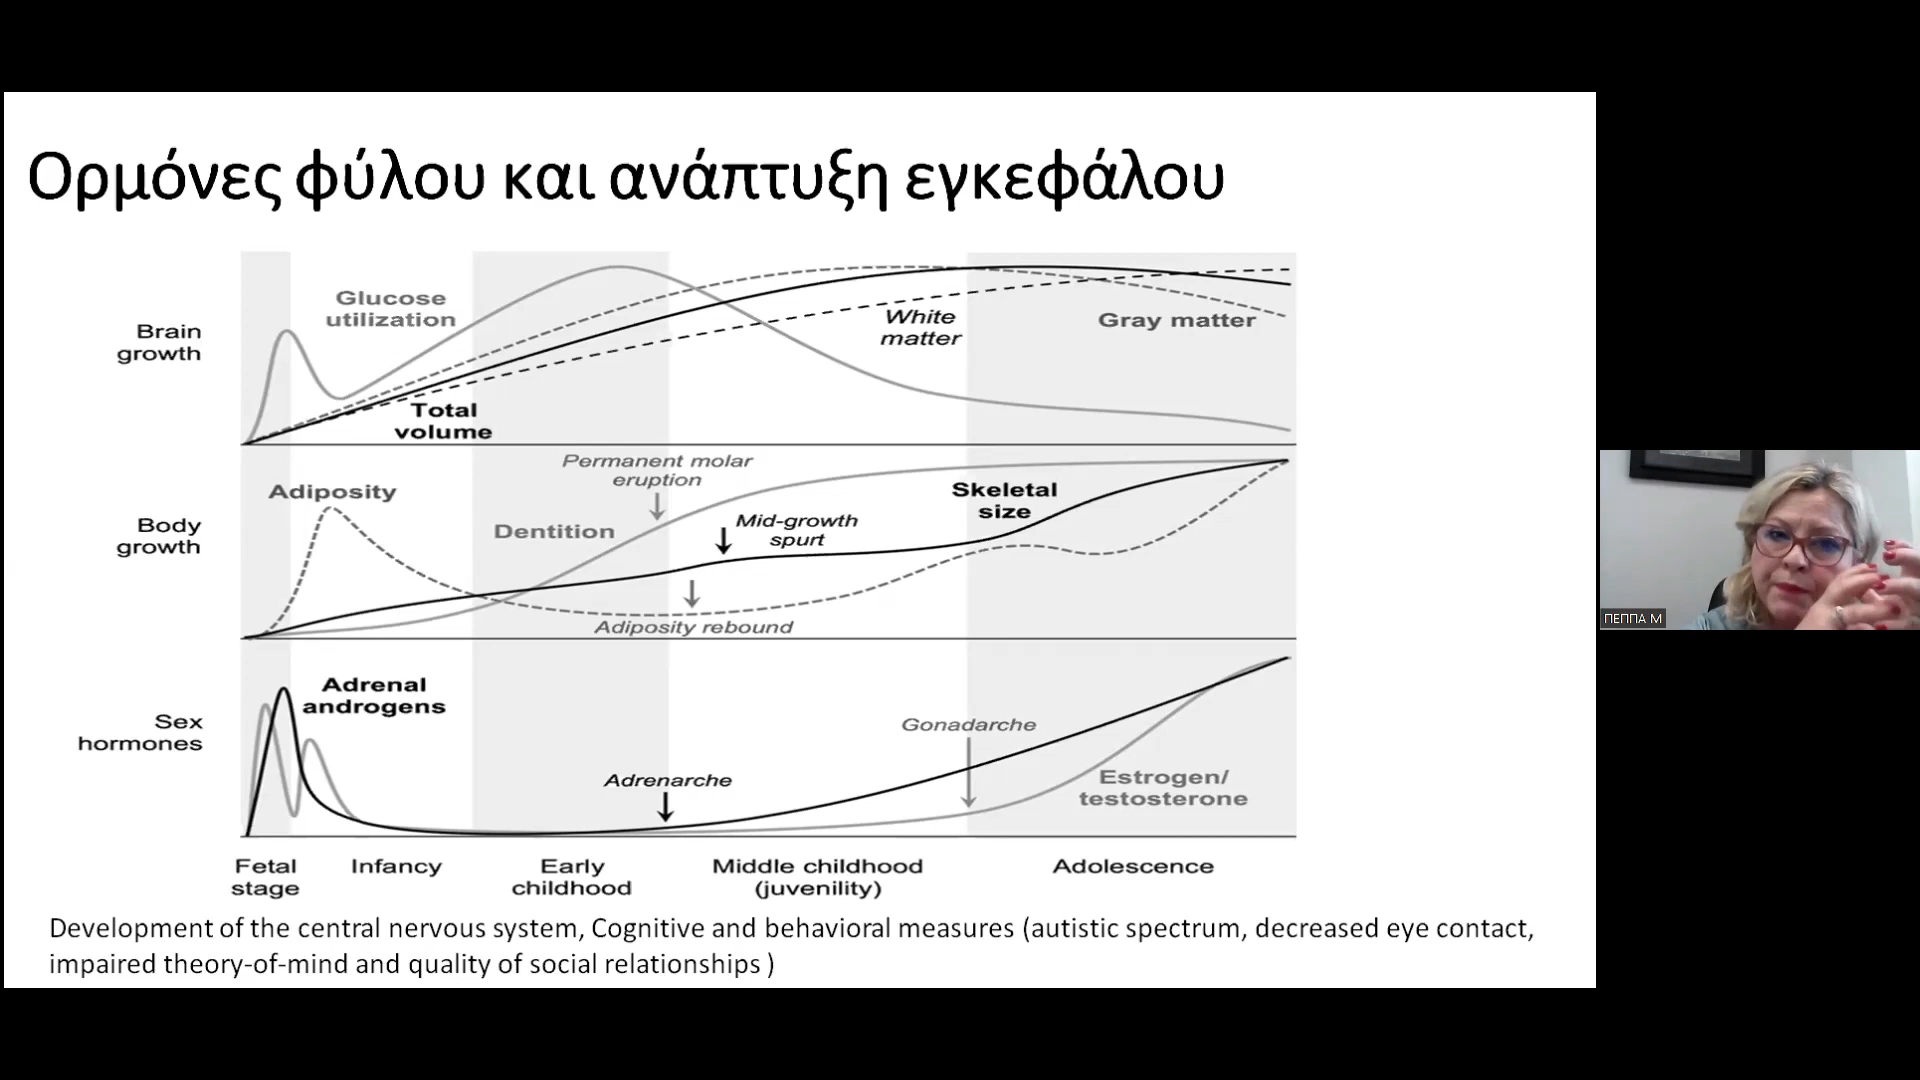 Ορμόνες φύλου και ανάπτυξη εγκεφάλου
Brain
growth
Glucose
utilization
Total
volume
White
matter
Gray matter
Body
growth
Adiposity
Dentition
Permanent molar
eruption
Mid-growth
spurt
Adiposity rebound
Skeletal
size
Sex
hormones
Adrenal
androgens
Adrenarche
Gonadarche
Estrogen/
testosterone
Fetal
stage
Infancy
Early
childhood
Middle childhood
(juvenility)
Adolescence
Development of the central nervous system, Cognitive and behavioral measures (autistic spectrum, decreased eye contact,
impaired theory-of-mind and quality of social relationships )
ΠΕΠΠΑ Μ